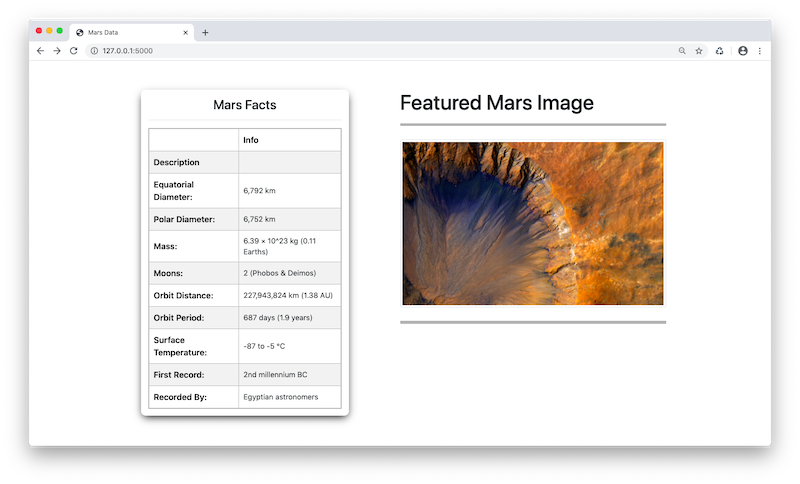 Mars Data
127.0.0.1:5000
Mars Facts
Info
Description
Equatorial
Diameter:
6,792 km
Polar Diameter:
6,752 km
Mass:
6.39 × 10^23 kg (0.11
Earths)
Moons:
2 (Phobos & Deimos)
Orbit Distance:
227,943,824 km (1.38 AU)
Orbit Period:
687 days (1.9 years)
Surface
Temperature:
-87 to -5 °C
First Record:
2nd millennium BC
Recorded By:
Egyptian astronomers
Featured Mars Image